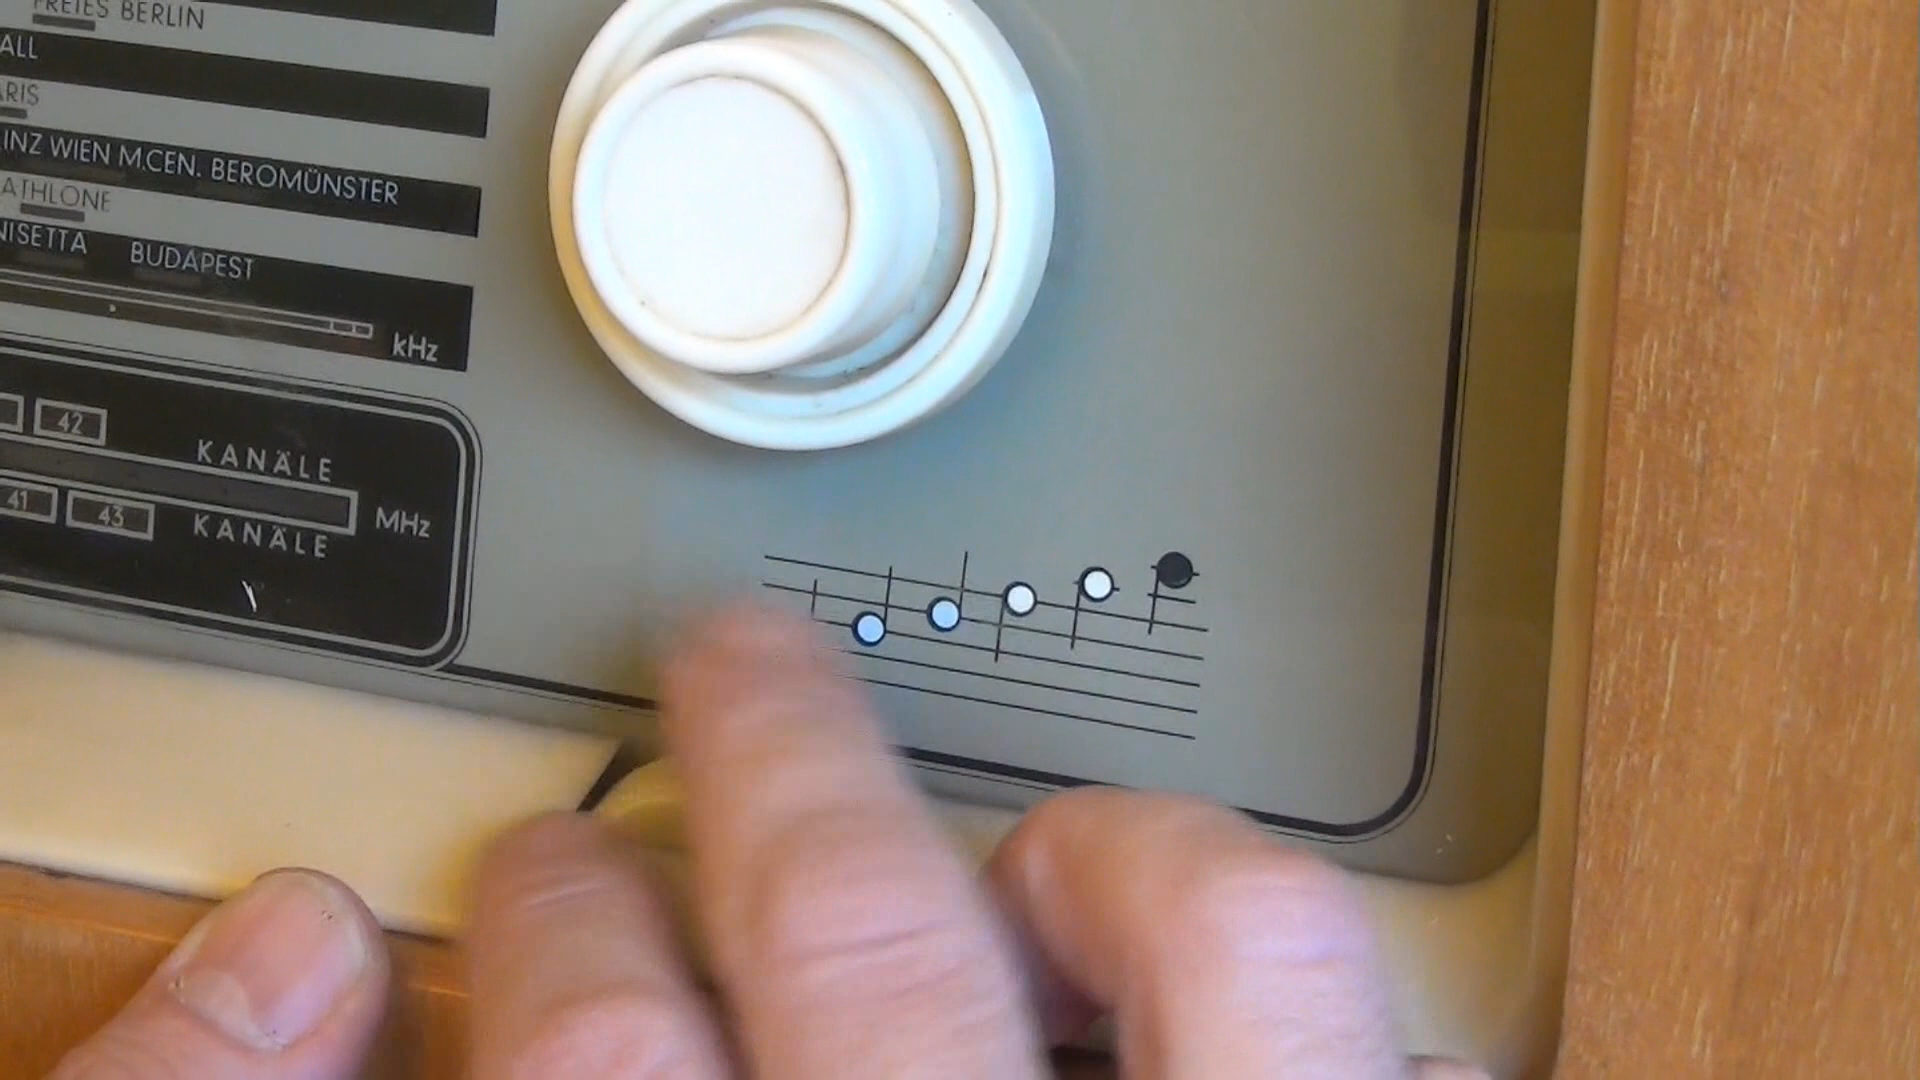 FREIES BERLIN
ALL
ARIS
INZ WIEN M.CEN. BEROMÜNSTER
ATHLONE
NISETTA BUDAPEST
kHz
42 KANÄLE
MHz
41 43 KANÄLE